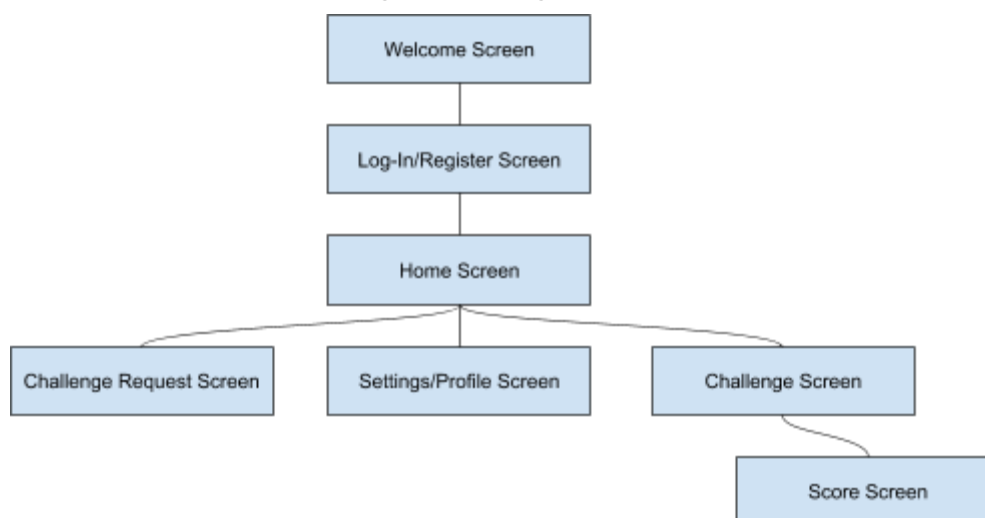 Welcome Screen
Log-In/Register Screen
Home Screen
Challenge Request Screen
Settings/Profile Screen
Challenge Screen
Score Screen